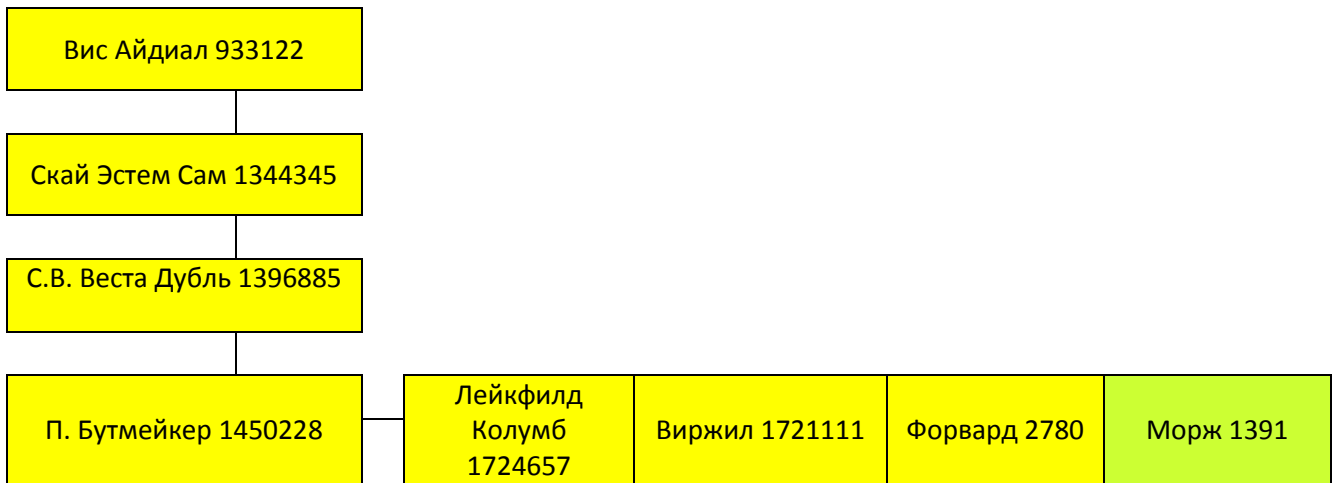 Вис Айдиал 933122
Скай Эстем Сам 1344345
С.В. Веста Дубль 1396885
П. Бутмейкер 1450228
Лейкфилд
Колумб
1724657
Виржил 1721111
Форвард 2780
Морж 1391